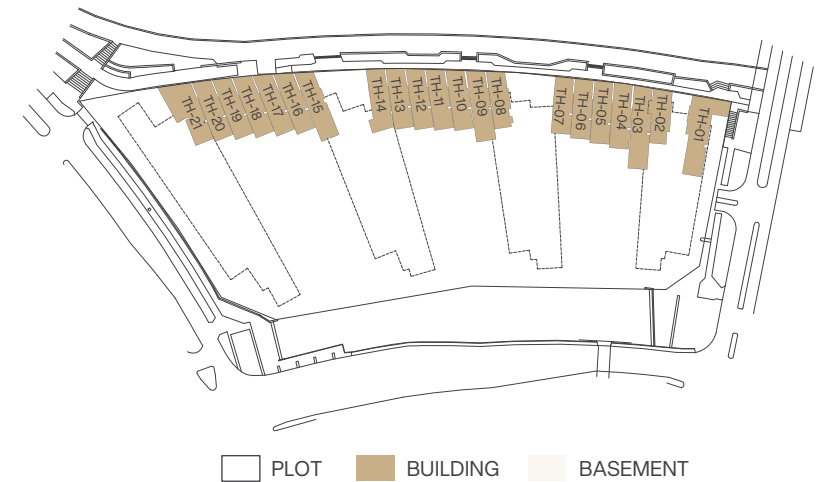 TH-21
TH-20
TH-19
TH-18
TH-17
TH-16
TH-15
TH-14
TH-13
TH-12
TH-11
TH-10
TH-09
TH-08
TH-07
TH-06
TH-05
TH-04
TH-03
TH-02
TH-01
PLOT
BUILDING
BASEMENT